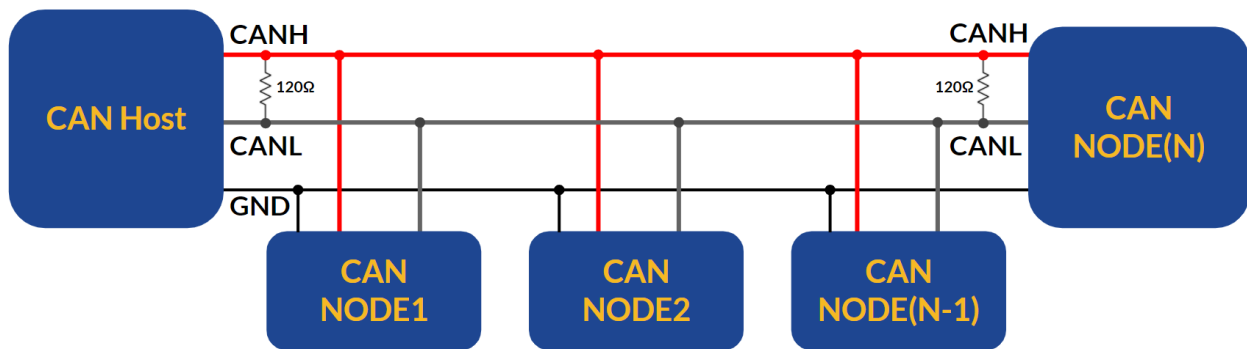 CANH
CANH
120Ω
120Ω
CAN Host
CAN
NODE(N)
CANL
CANL
GND
CAN
NODE1
CAN
NODE2
CAN
NODE(N-1)